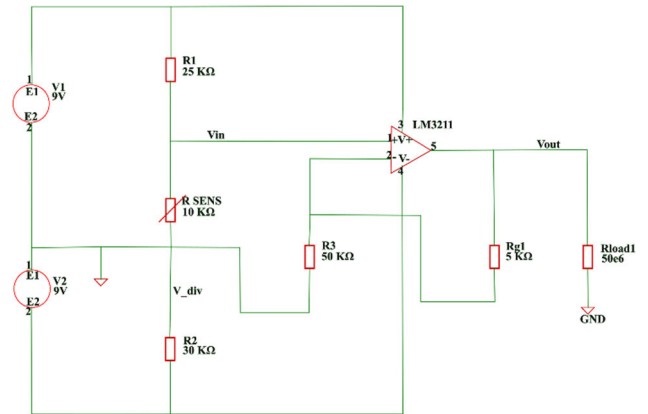 R1
25 KΩ
1
E1
V1
9V
E2
2
Vin
3
LM3211
1
+V+
2
- V-
4
5
Vout
R SENS
10 KΩ
R3
50 KΩ
Rg1
5 KΩ
Rload1
50e6
1
E1
V2
9V
E2
2
V_div
GND
R2
30 KΩ